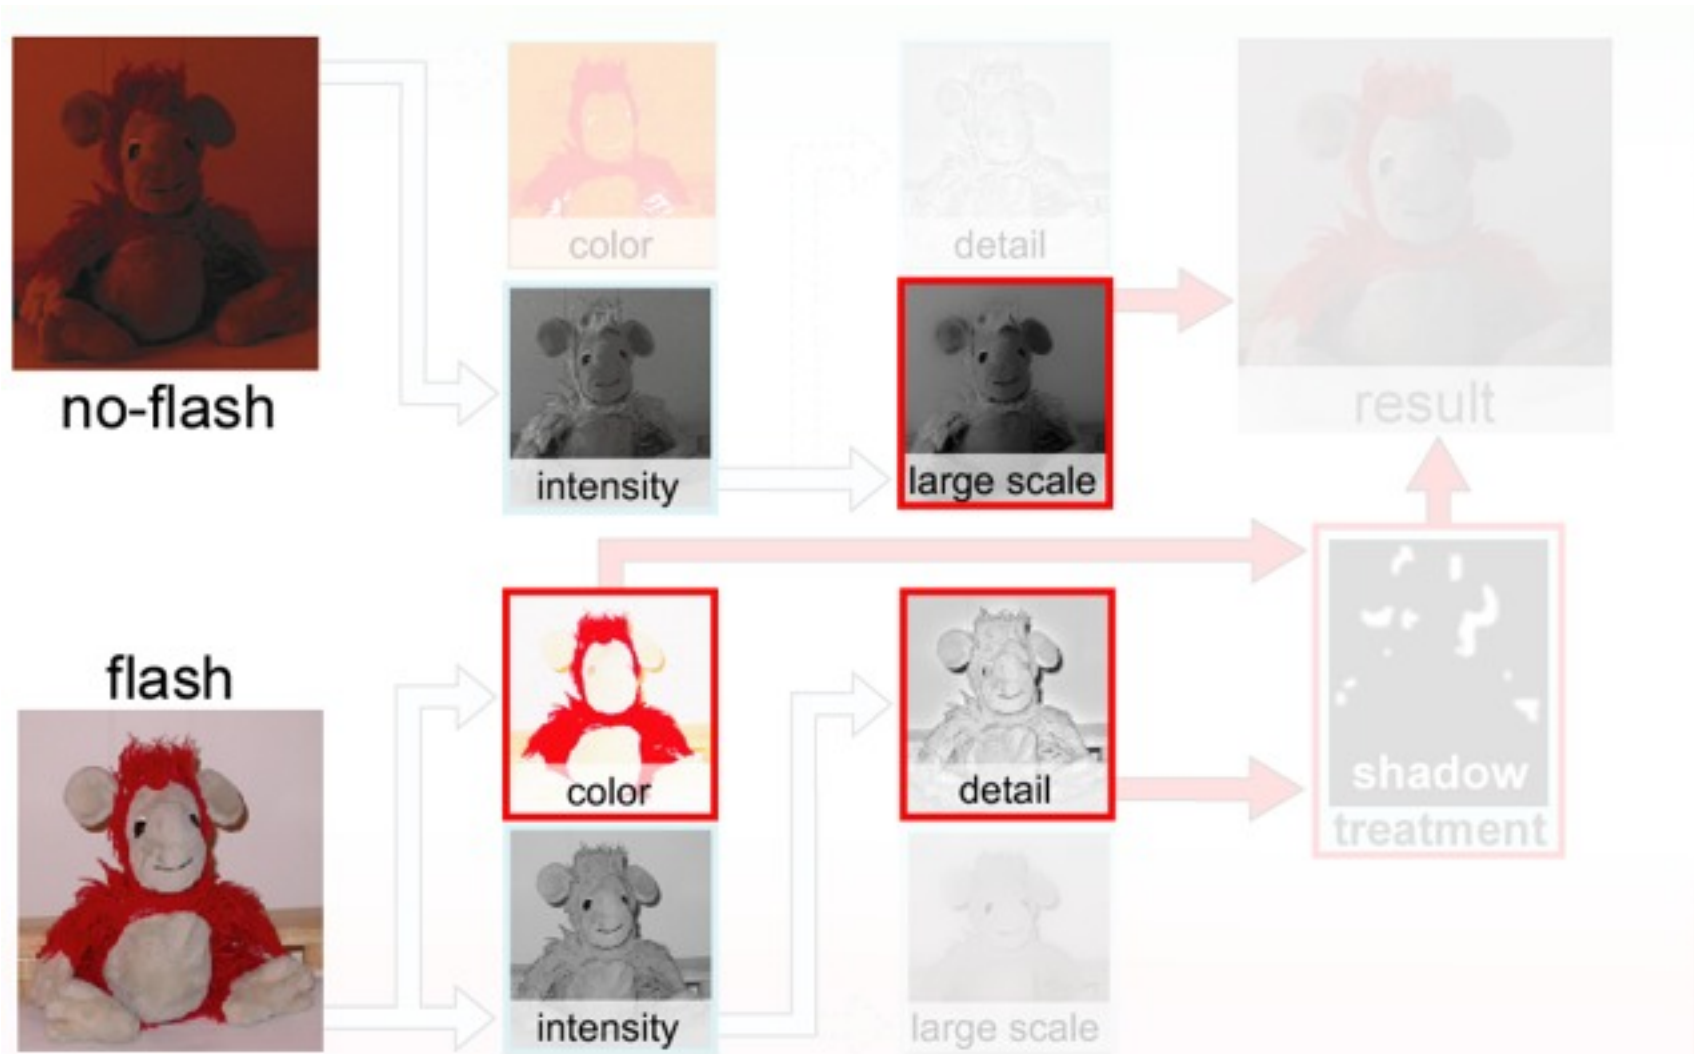 color
detail
no-flash
intensity
large scale
result
flash
color
detail
shadow
treatment
intensity
large scale